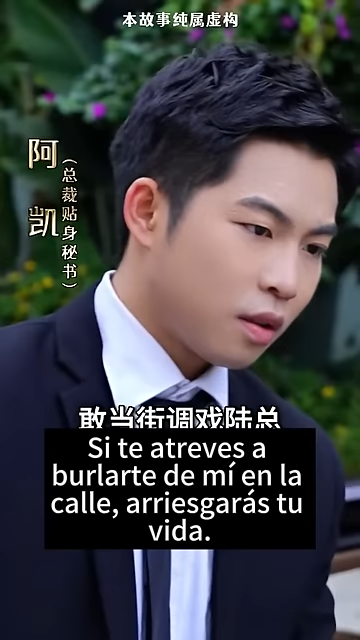 本故事纯属虚构
阿凯
（总裁贴身秘书）
敢当街调戏陆总
Si te atreves a
burlarte de mí en la
calle, arriesgarás tu
vida.